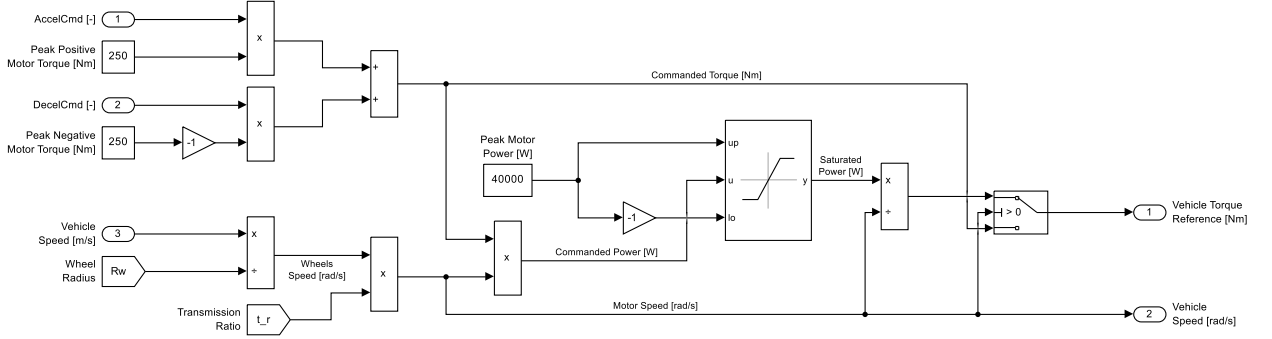 AccelCmd [-]
1
x
Peak Positive
Motor Torque [Nm]
250
+
+
Commanded Torque [Nm]
DecelCmd [-]
2
x
Peak Negative
Motor Torque [Nm]
250
-1
Peak Motor
Power [W]
40000
-1
up
u
lo
y
Saturated
Power [W]
x
÷
> 0
1
Vehicle Torque
Reference [Nm]
Vehicle
Speed [m/s]
3
x
÷
Wheel
Radius
Rw
Wheels
Speed [rad/s]
x
x
Commanded Power [W]
Transmission
Ratio
t_r
Motor Speed [rad/s]
2
Vehicle
Speed [rad/s]